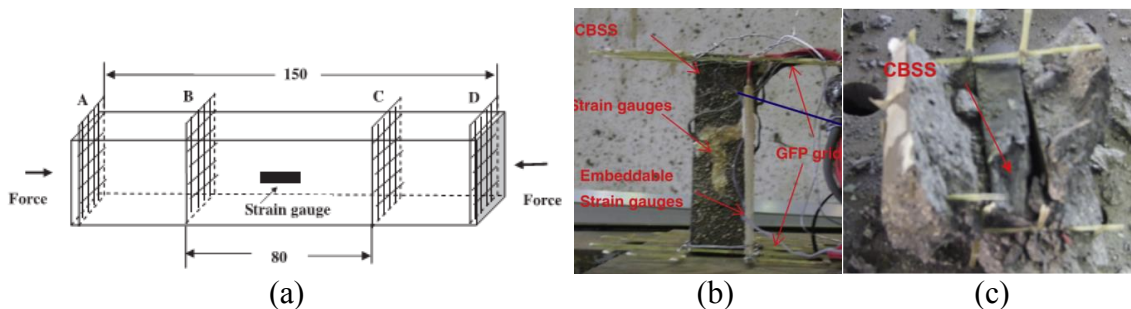 150
A
B
C
D
Force
Force
Strain gauge
80
(a)
CBSS
Strain gauges
GFP grid
Embeddable
Strain gauges
(b)
CBSS
(c)